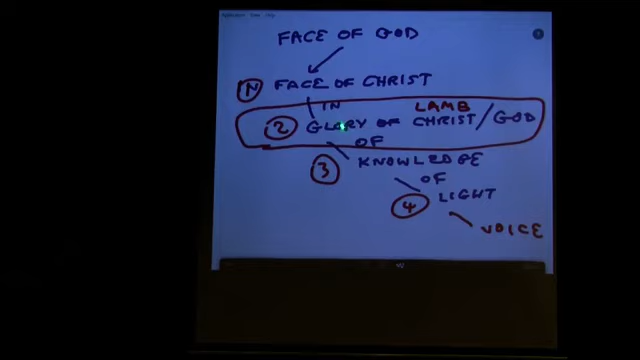 FACE OF GOD
1 FACE OF CHRIST
IN LAMB
2 GLORY OF CHRIST/GOD
OF
3 KNOWLEDGE
OF
4 LIGHT
VOICE